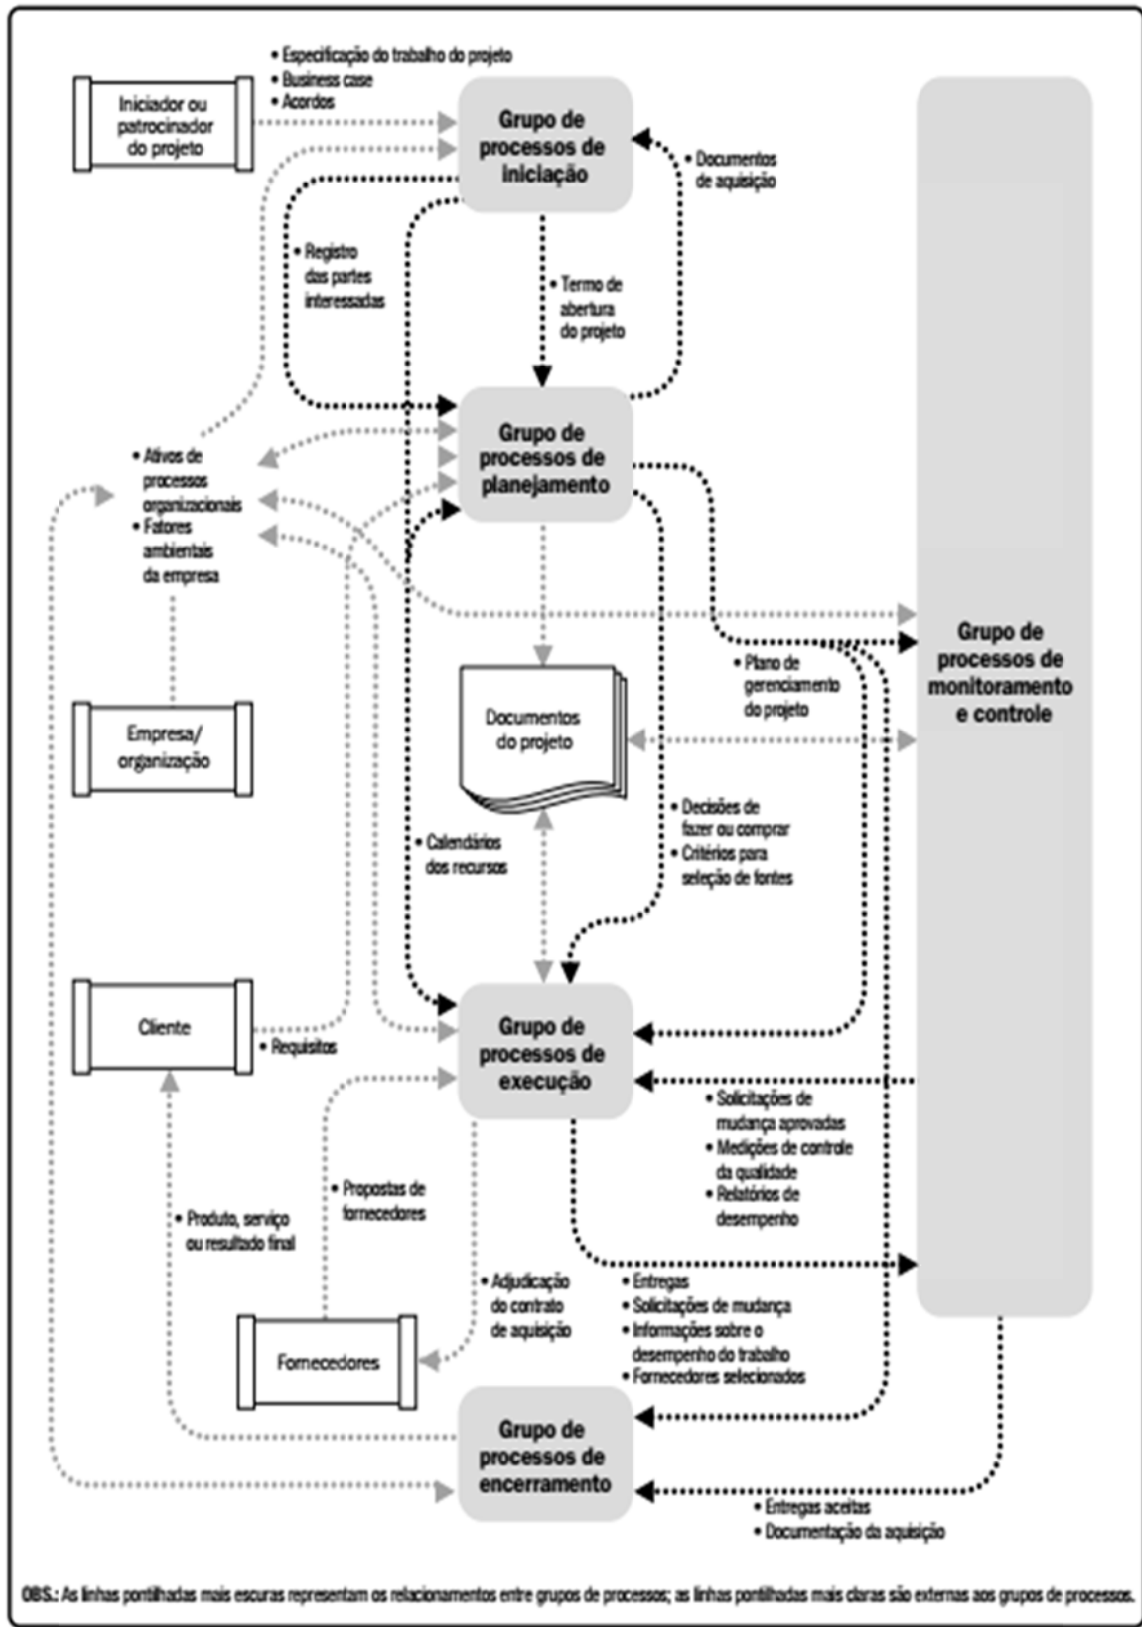 • Especificação do trabalho do projeto
• Business case
• Acordos
Iniciador ou
patrocinador
do projeto
Grupo de
processos de
iniciação
• Documentos
de aquisição
• Registro
das partes
interessadas
• Termo de
abertura
do projeto
Grupo de
processos de
planejamento
• Ativos de
processos
organizacionais
• Fatores
ambientais
da empresa
Grupo de
processos de
monitoramento
e controle
• Plano de
gerenciamento
do projeto
Empresa/
organização
Documentos
do projeto
• Decisões de
fazer ou comprar
• Critérios para
seleção de fontes
• Calendários
dos recursos
Cliente
• Requisitos
Grupo de
processos de
execução
• Solicitações de
mudança aprovadas
• Medições de controle
da qualidade
• Relatórios de
desempenho
• Propostas de
fornecedores
• Produto, serviço
ou resultado final
• Adjudicação
do contrato
de aquisição
• Entregas
• Solicitações de mudança
• Informações sobre o
desempenho do trabalho
• Fornecedores selecionados
Fornecedores
Grupo de
processos de
encerramento
• Entregas aceitas
• Documentação da aquisição
OBS.: As linhas pontilhadas mais escuras representam os relacionamentos entre grupos de processos; as linhas pontilhadas mais claras são externas aos grupos de processos.